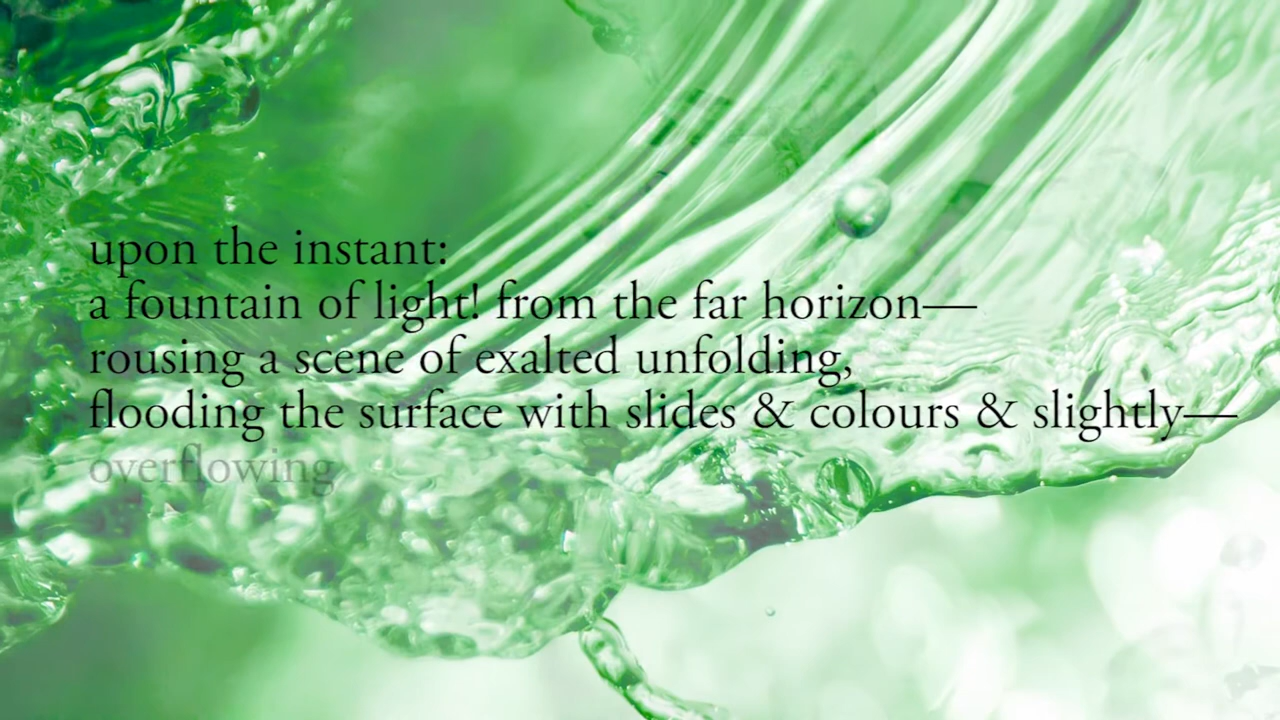 upon the instant:
a fountain of light! from the far horizon—
rousing a scene of exalted unfolding,
flooding the surface with slides & colours & slightly—
overflowing